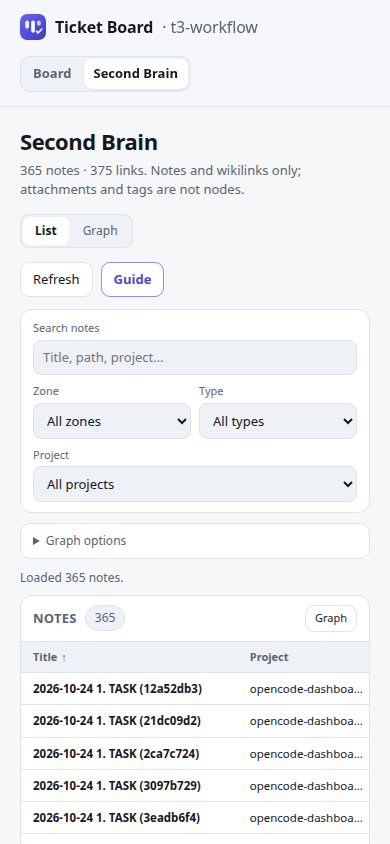 Ticket Board · t3-workflow
Board Second Brain
Second Brain
365 notes · 375 links. Notes and wikilinks only;
attachments and tags are not nodes.
List Graph
Refresh Guide
Search notes
Title, path, project...
Zone Type
All zones All types
Project
All projects
▶ Graph options
Loaded 365 notes.
NOTES 365 Graph
Title ↑ Project
2026-10-24 1. TASK (12a52db3) opencode-dashboa...
2026-10-24 1. TASK (21dc09d2) opencode-dashboa...
2026-10-24 1. TASK (2ca7c724) opencode-dashboa...
2026-10-24 1. TASK (3097b729) opencode-dashboa...
2026-10-24 1. TASK (3eadb6f4) opencode-dashboa...